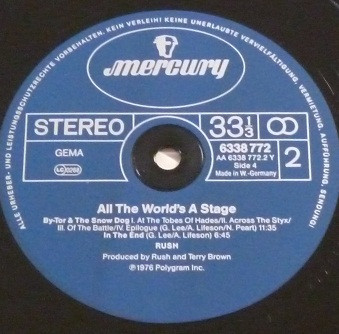 ALLE URHEBER- UND LEISTUNGSSCHUTZRECHTE VORBEHALTEN. KEIN VERLEIH! KEINE UNERLAUBTE VERVIELFÄLTIGUNG, VERMIETUNG, AUFFÜHRUNG, SENDUNG!
mercury
STEREO
33 1/3
GEMA
6338 772
AA 6338 772.2 Y
Side 4
Made in W.-Germany
2
All The World's A Stage
By-Tor & The Snow Dog I. At The Tobes Of Hades/II. Across The Styx/
III. Of The Battle/IV. Epilogue (G. Lee/A. Lifeson/N. Peart) 11:35
In The End (G. Lee/A. Lifeson) 6:45
RUSH
Produced by Rush and Terry Brown
℗1976 Polygram Inc.